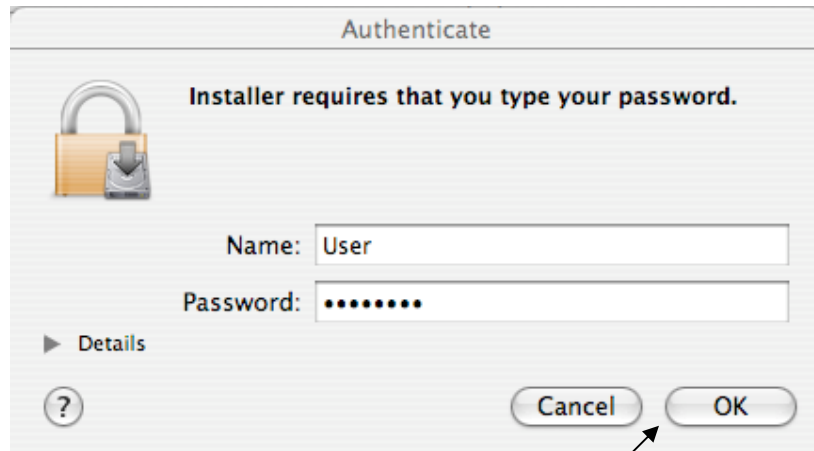 Authenticate
Installer requires that you type your password.
Name: User
Password: ••••••••
Details
? Cancel OK